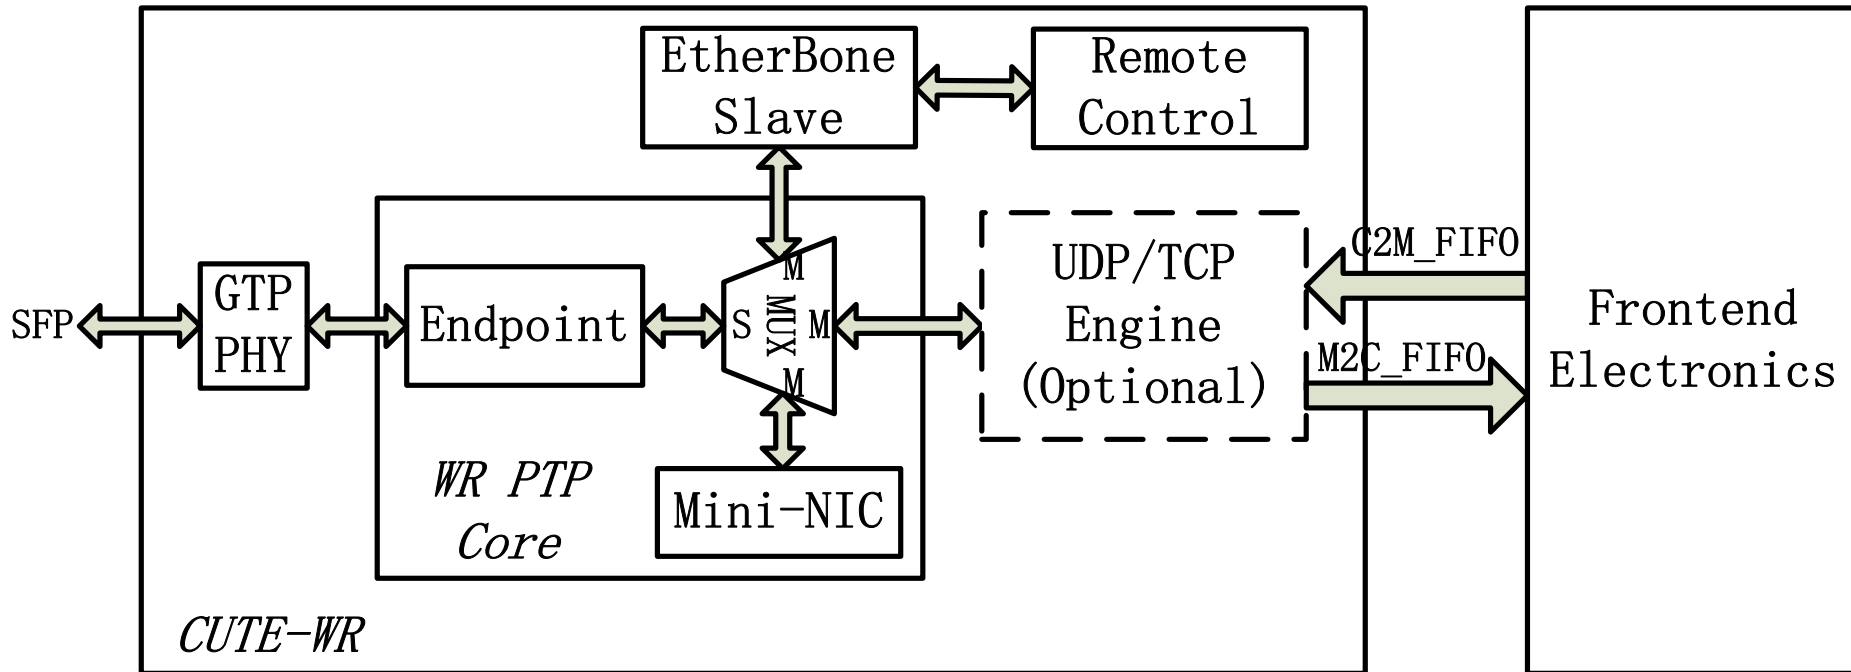 EtherBone
Slave
Remote
Control
SFP
GTP
PHY
Endpoint
S
MUX
M
M
M
Mini-NIC
WR PTP
Core
UDP/TCP
Engine
(Optional)
C2M_FIFO
M2C_FIFO
Frontend
Electronics
CUTE-WR